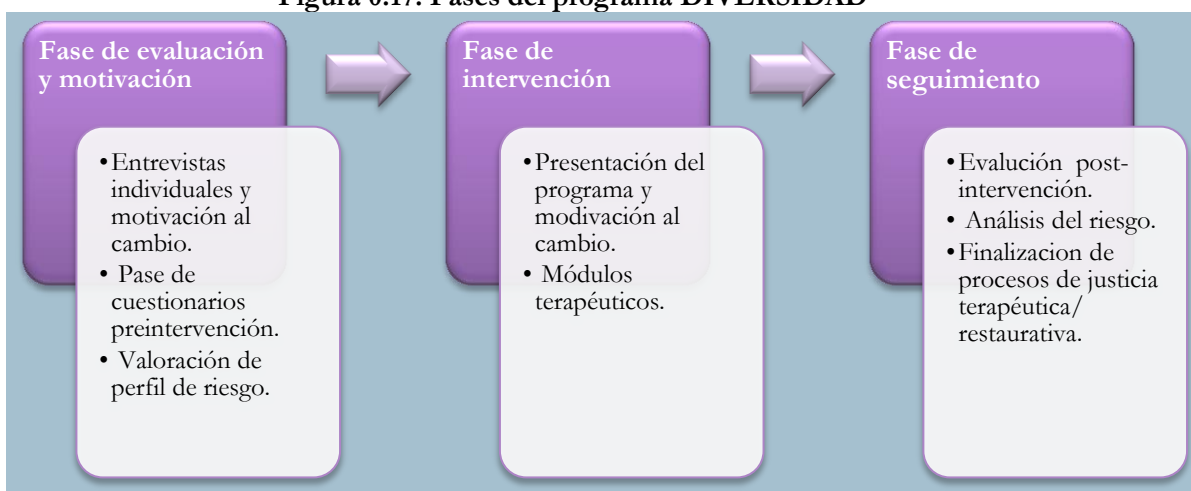 Figura 0.17. Fases del programa DIVERSIDAD
Fase de evaluación
y motivación
•Entrevistas
individuales y
motivación al
cambio.
• Pase de
cuestionarios
preintervención.
• Valoración de
perfil de riesgo.
Fase de
intervención
•Presentación del
programa y
modivación al
cambio.
• Módulos
terapéuticos.
Fase de
seguimiento
•Evalución post-
intervención.
• Análisis del riesgo.
•Finalizacion de
procesos de justicia
terapéutica/
restaurativa.